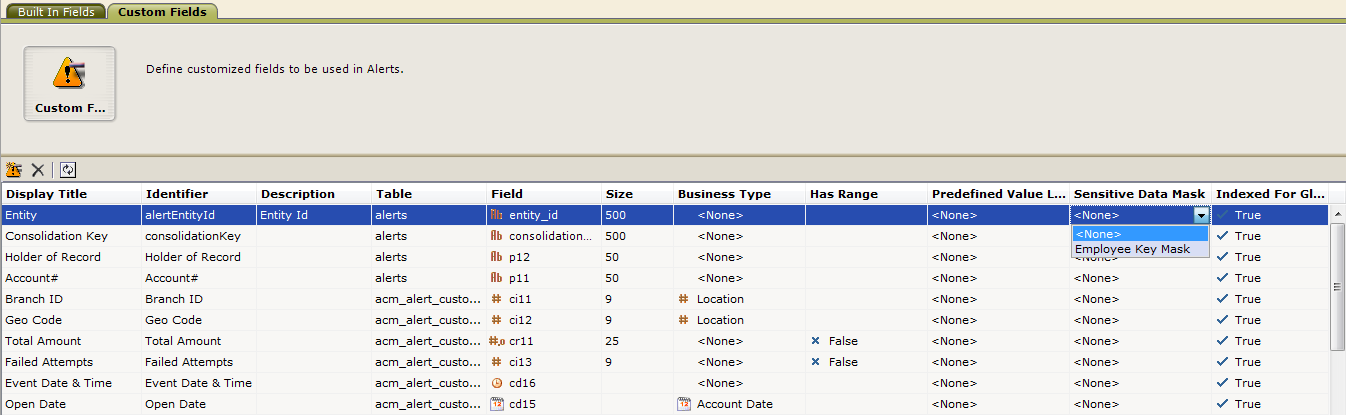 Built In Fields Custom Fields
Define customized fields to be used in Alerts.
Custom F...
Display Title Identifier Description Table Field Size Business Type Has Range Predefined Value L... Sensitive Data Mask Indexed For Gl...
Entity alertEntityId Entity Id alerts entity_id 500 <None> <None> <None> True
<None>
Employee Key Mask
Consolidation Key consolidationKey alerts consolidation... 500 <None> <None> True
Holder of Record Holder of Record alerts p12 50 <None> <None> <None> True
Account# Account# alerts p11 50 <None> <None> <None> True
Branch ID Branch ID acm_alert_custo... ci11 9 Location <None> <None> True
Geo Code Geo Code acm_alert_custo... ci12 9 Location <None> <None> True
Total Amount Total Amount acm_alert_custo... cr11 25 <None> False <None> <None> True
Failed Attempts Failed Attempts acm_alert_custo... ci13 9 <None> False <None> <None> True
Event Date & Time Event Date & Time acm_alert_custo... cd16 <None> <None> <None> True
Open Date Open Date acm_alert_custo... cd15 Account Date <None> <None> True